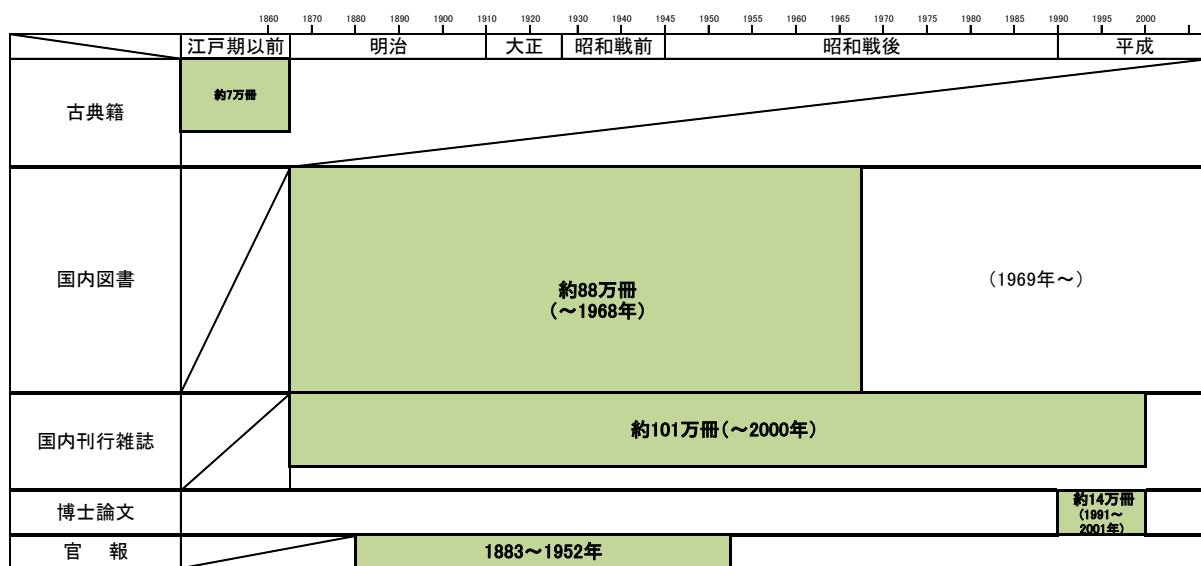 1860 1870 1880 1890 1900 1910 1920 1930 1940 1950 1955 1960 1965 1970 1975 1980 1985 1990 1995 2000
江戸期以前 明治 大正 昭和戦前 昭和戦後 平成
古典籍 約7万冊
国内図書 約88万冊
(～1968年)
(1969年～)
国内刊行雑誌 約101万冊(～2000年)
博士論文 約14万冊
(1991～
2001年)
官 報 1883～1952年